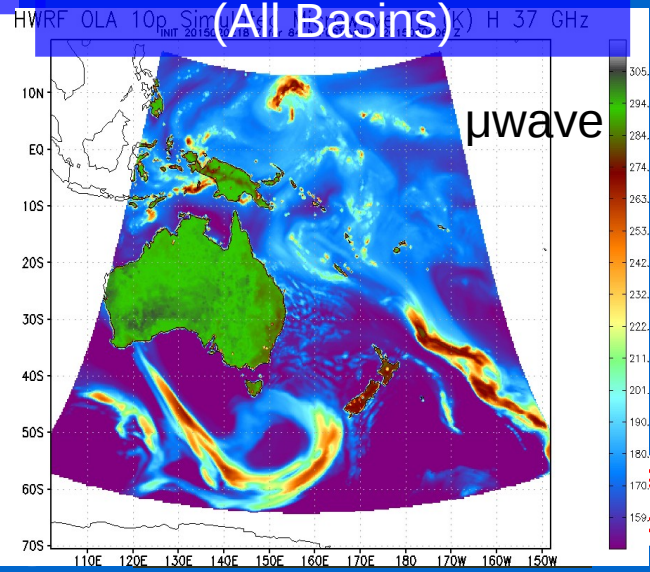 (All Basins)
HWRF OLA 10p Simulated (K) H 37 GHz
INIT
μwave
10N
EQ
10S
20S
30S
40S
50S
60S
70S
110E 120E 130E 140E 150E 160E 170E 180 170W 160W 150W
305.
294.
284.
274.
263.
253.
242.
232.
222.
211.
201.
190.
180.
170.
159.